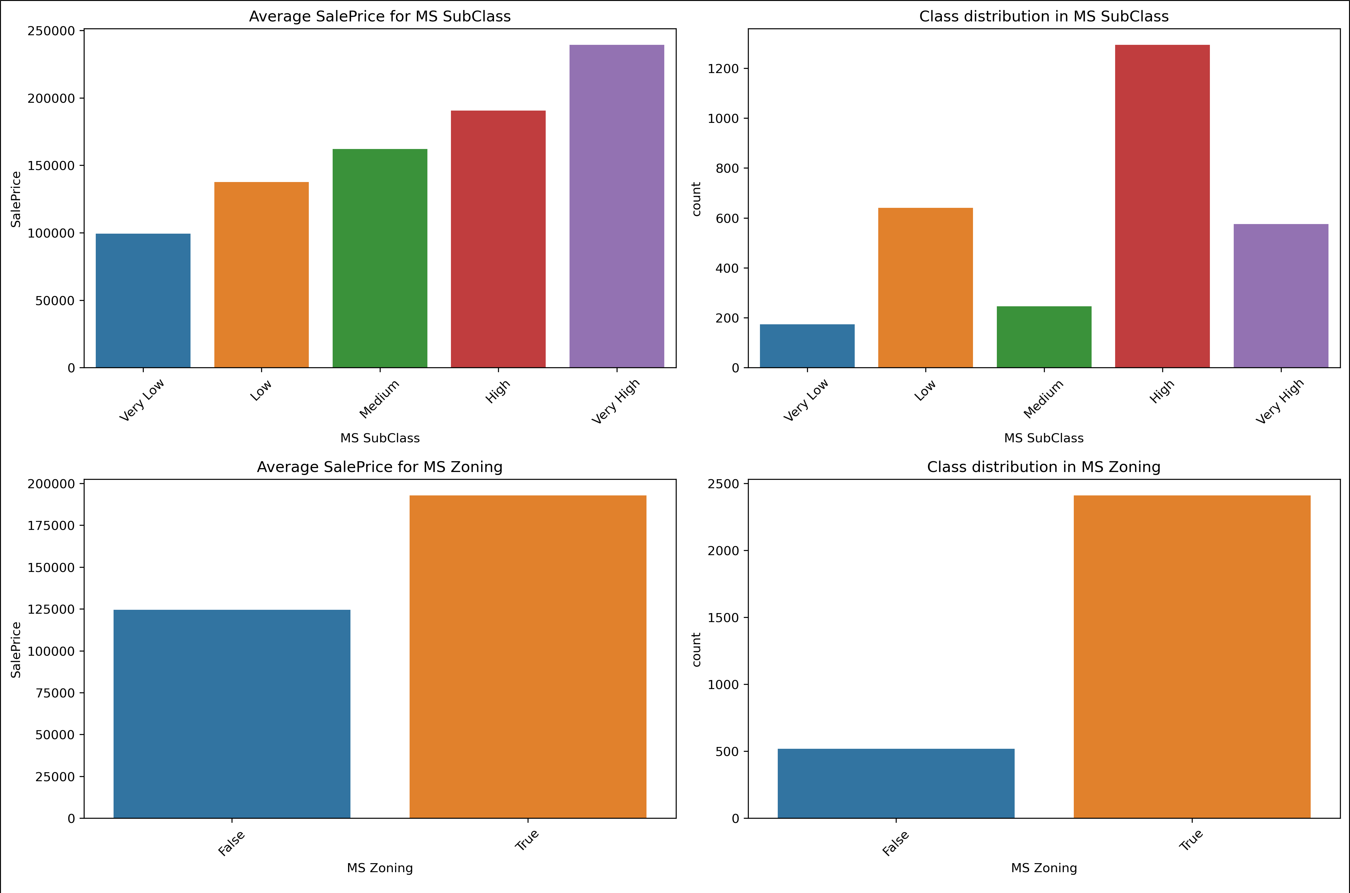 Average SalePrice for MS SubClass
250000
200000
150000
100000
50000
0
SalePrice
Very Low
Low
Medium
High
Very High
MS SubClass
Class distribution in MS SubClass
1200
1000
800
600
400
200
0
count
Very Low
Low
Medium
High
Very High
MS SubClass
Average SalePrice for MS Zoning
200000
175000
150000
125000
100000
75000
50000
25000
0
SalePrice
False
True
MS Zoning
Class distribution in MS Zoning
2500
2000
1500
1000
500
0
count
False
True
MS Zoning